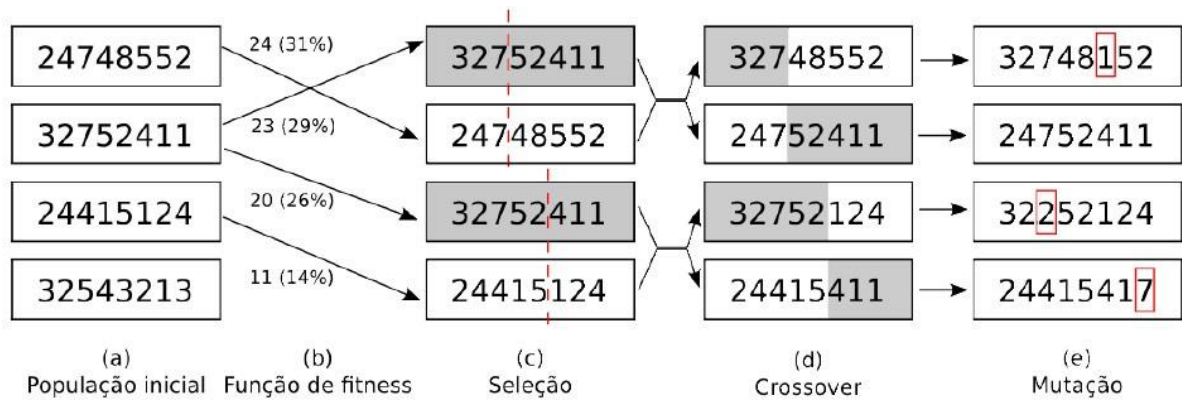 24748552 24 (31%) 32752411 32748552 32748152
32752411 23 (29%) 24748552 24752411 24752411
24415124 20 (26%) 32752411 32752124 32252124
32543213 11 (14%) 24415124 24415411 24415417
(a) (b) (c) (d) (e)
População inicial Função de fitness Seleção Crossover Mutação